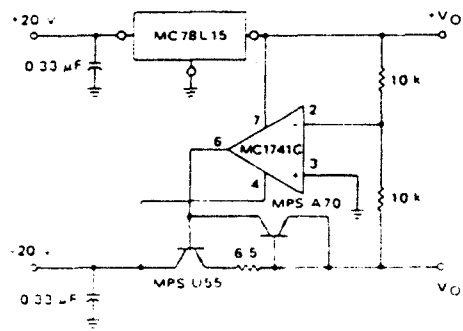 +20 V
MC78L15
+VO
0.33 µF
10 k
7
2
6
MC1741C
3
4
MPS A70
10 k
-20 V
6.5
VO
MPS U55
0.33 µF